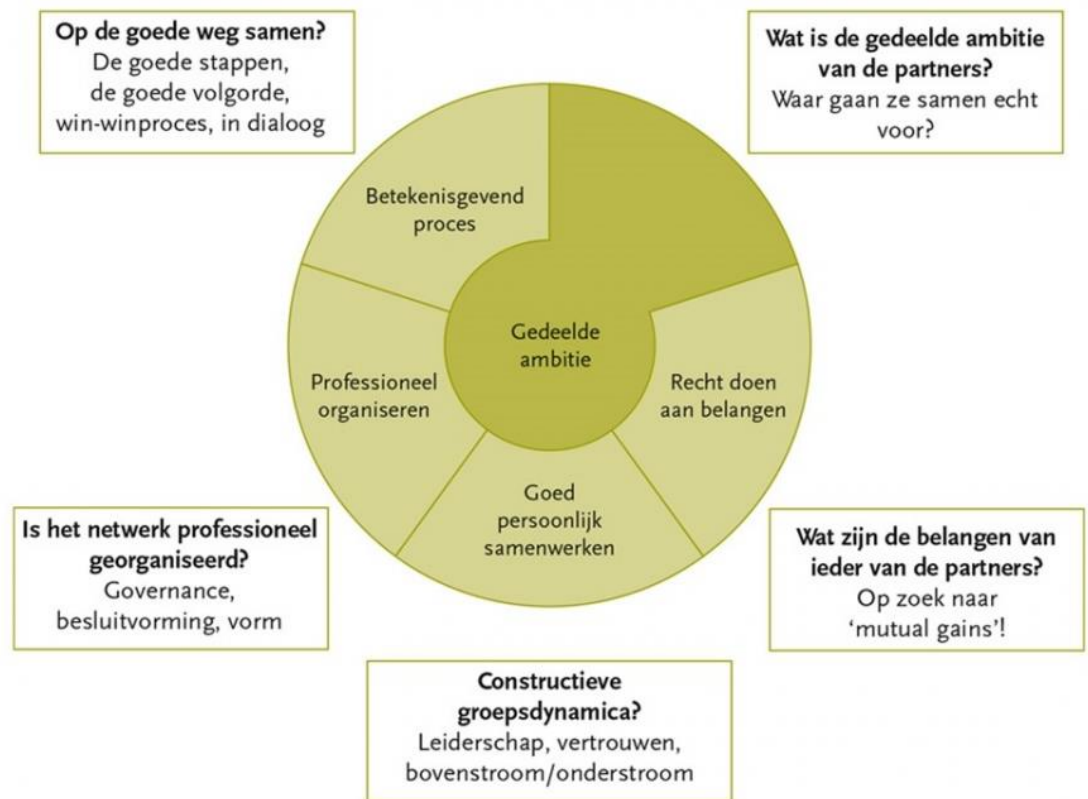 Op de goede weg samen?
De goede stappen,
de goede volgorde,
win-winproces, in dialoog
Wat is de gedeelde ambitie
van de partners?
Waar gaan ze samen echt
voor?
Betekenisgevend
proces
Gedeelde
ambitie
Professioneel
organiseren
Recht doen
aan belangen
Goed
persoonlijk
samenwerken
Is het netwerk professioneel
georganiseerd?
Governance,
besluitvorming, vorm
Wat zijn de belangen van
ieder van de partners?
Op zoek naar
‘mutual gains’!
Constructieve
groepsdynamica?
Leiderschap, vertrouwen,
bovenstroom/onderstroom